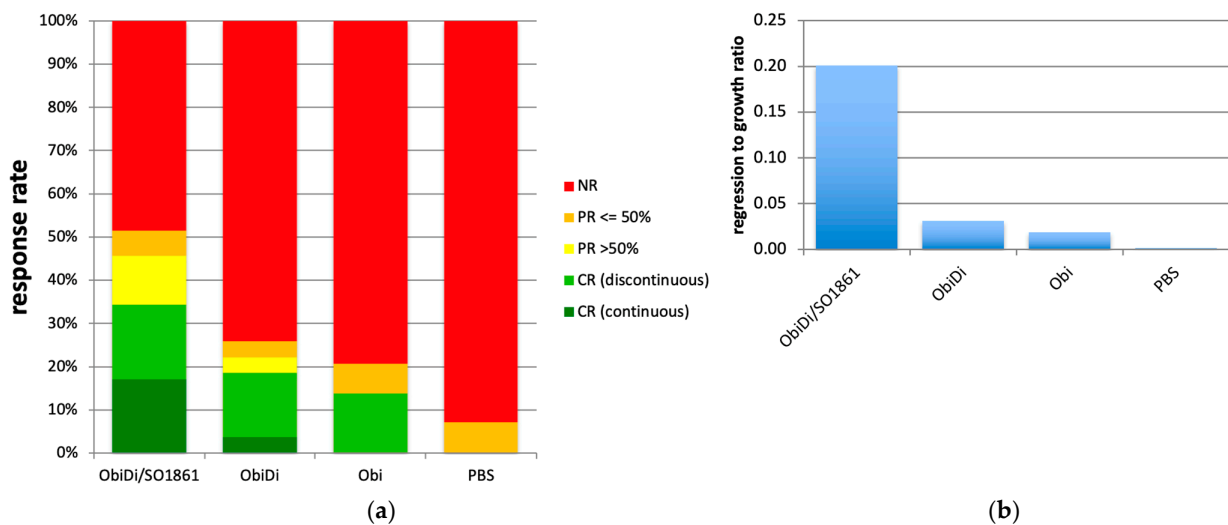 response rate
100%
90%
80%
70%
60%
50%
40%
30%
20%
10%
0%
ObiDi/SO1861
ObiDi
Obi
PBS
NR
PR <= 50%
PR >50%
CR (discontinuous)
CR (continuous)
(a)
regression to growth ratio
0.25
0.20
0.15
0.10
0.05
0.00
ObiDi/SO1861
ObiDi
Obi
PBS
(b)